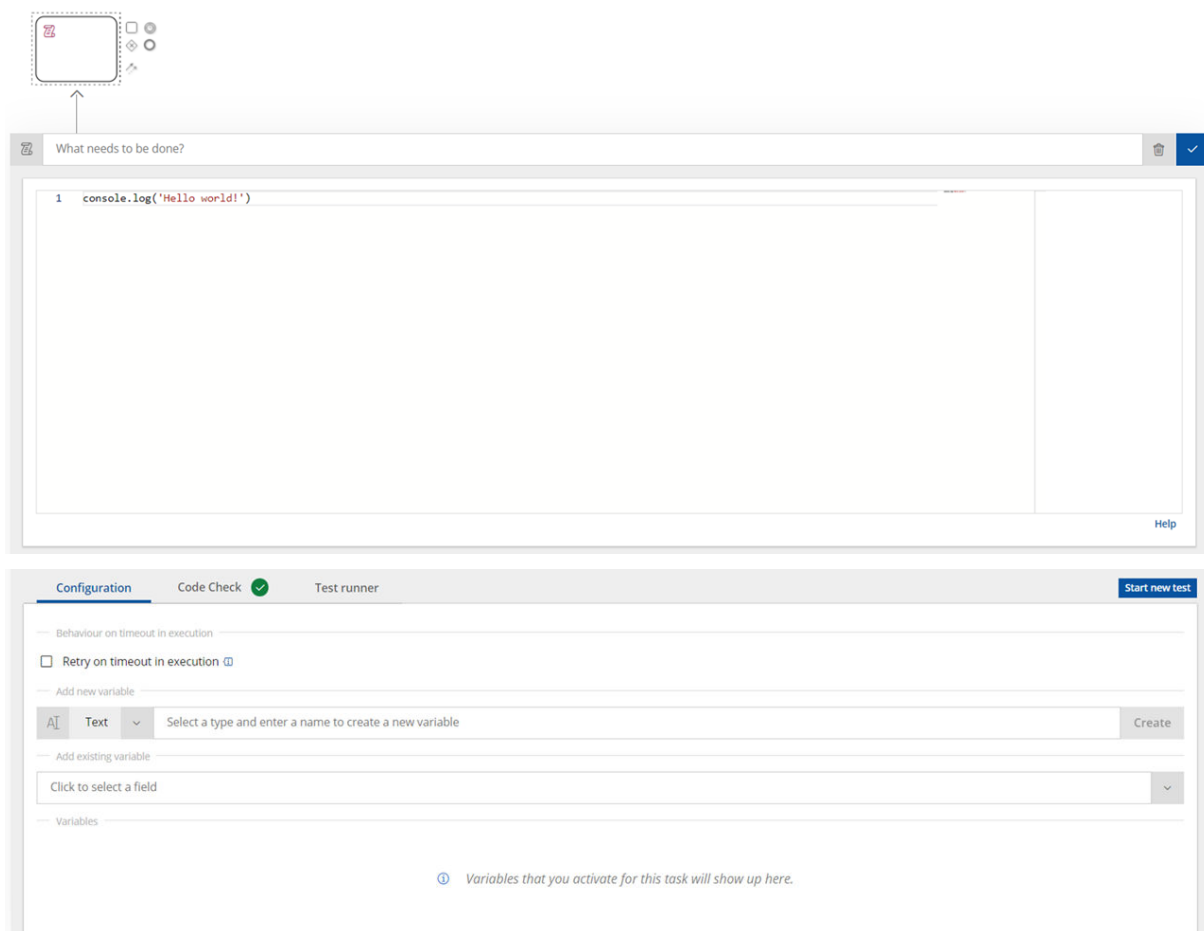 What needs to be done?
1 console.log('Hello world!')
Help
Configuration Code Check Test runner Start new test
Behaviour on timeout in execution
Retry on timeout in execution
Add new variable
Text Select a type and enter a name to create a new variable Create
Add existing variable
Click to select a field
Variables
Variables that you activate for this task will show up here.